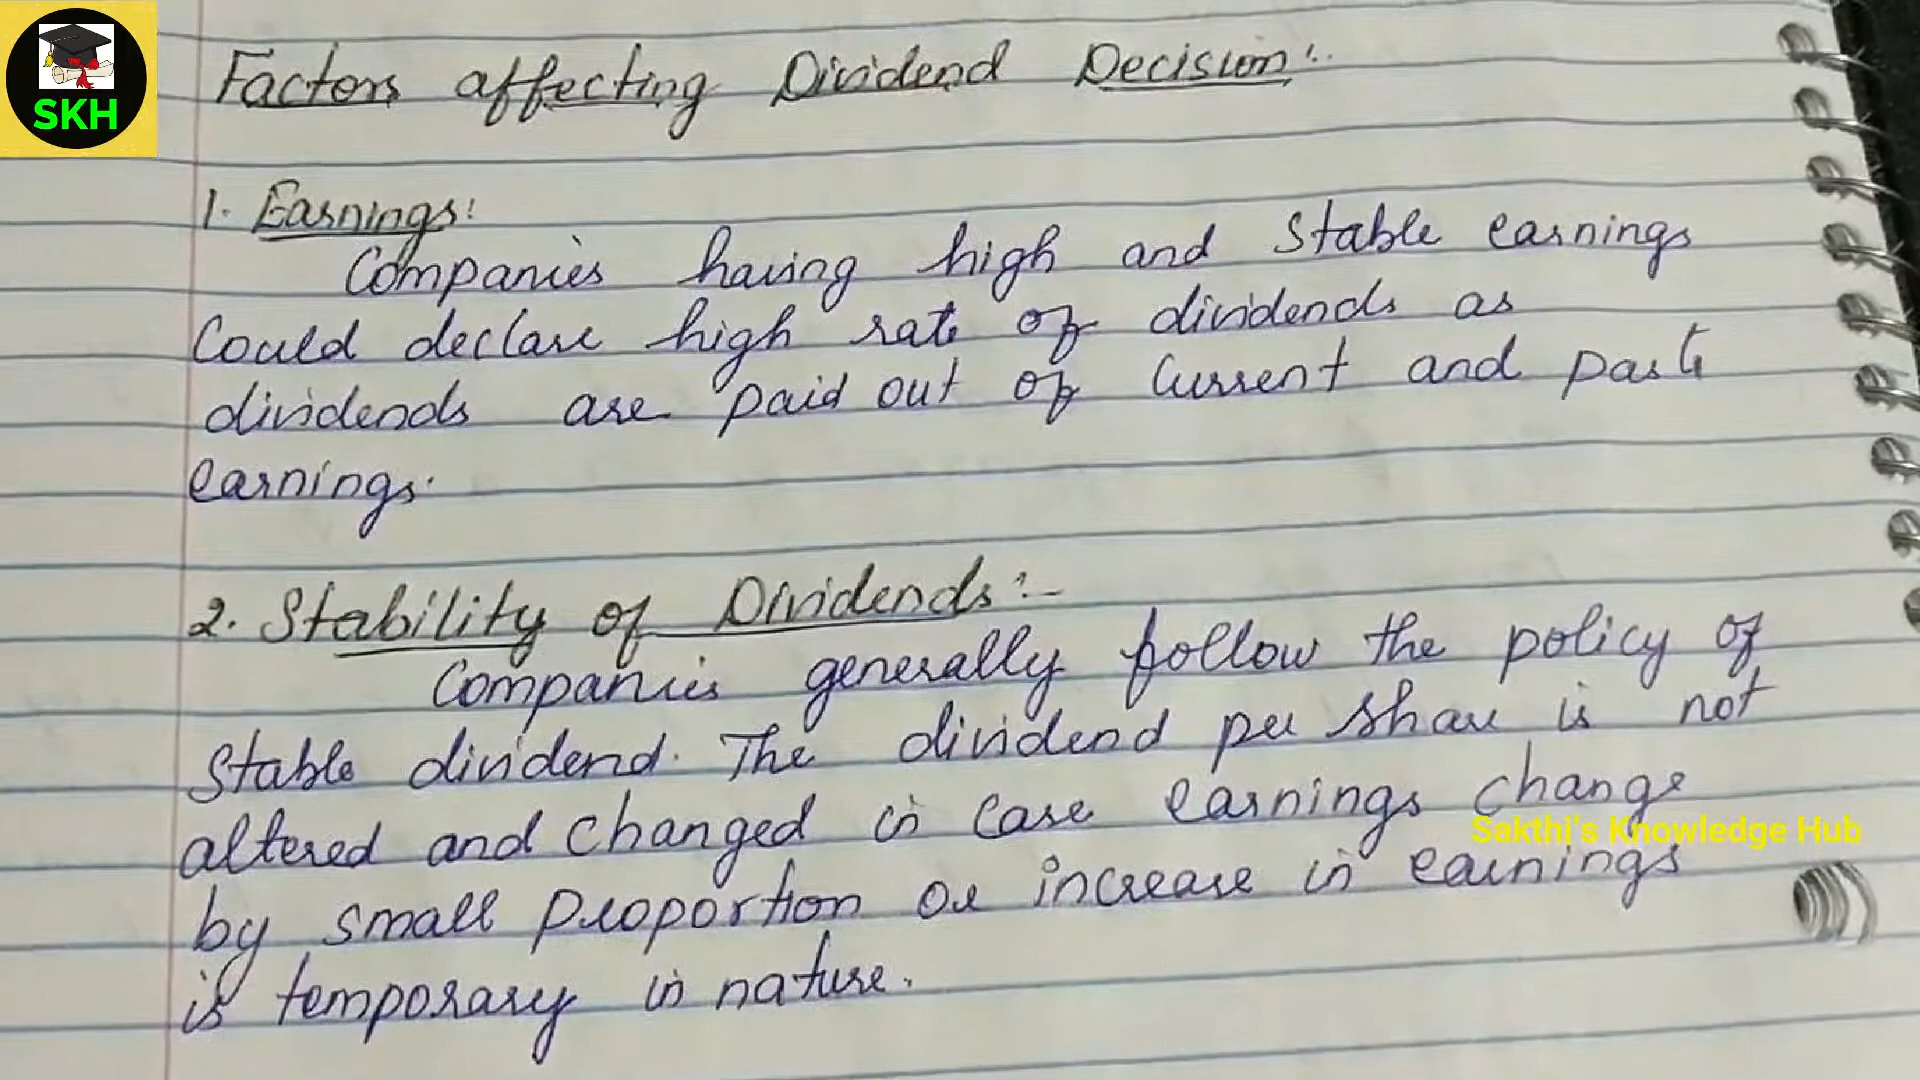 SKH
Factors affecting Dividend Decision:-
1. Earnings:
Companies having high and stable earnings
Could declare high rate of dividends as
dividends are paid out of Current and past
earnings.
2. Stability of Dividends:-
Companies generally follow the policy of
Stable dividend. The dividend per share is not
altered and changed in case earnings change
Sakthi's Knowledge Hub
by small proportion or increase in earnings
is temporary in nature.